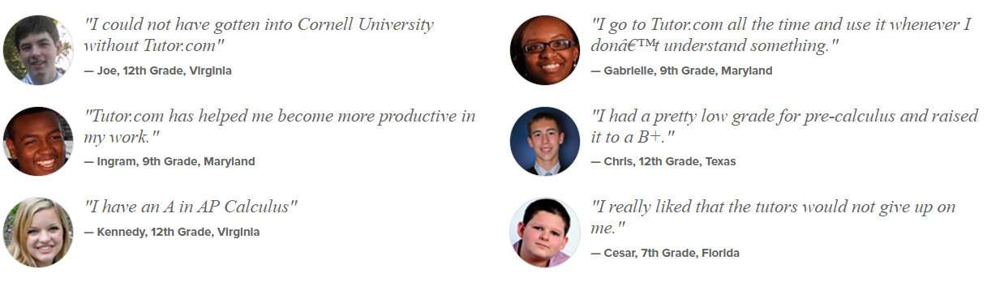 "I could not have gotten into Cornell University
without Tutor.com"
— Joe, 12th Grade, Virginia
"I go to Tutor.com all the time and use it whenever I
donâ€™t understand something."
— Gabrielle, 9th Grade, Maryland
"Tutor.com has helped me become more productive in
my work."
— Ingram, 9th Grade, Maryland
"I had a pretty low grade for pre-calculus and raised
it to a B+."
— Chris, 12th Grade, Texas
"I have an A in AP Calculus"
— Kennedy, 12th Grade, Virginia
"I really liked that the tutors would not give up on
me."
— Cesar, 7th Grade, Florida